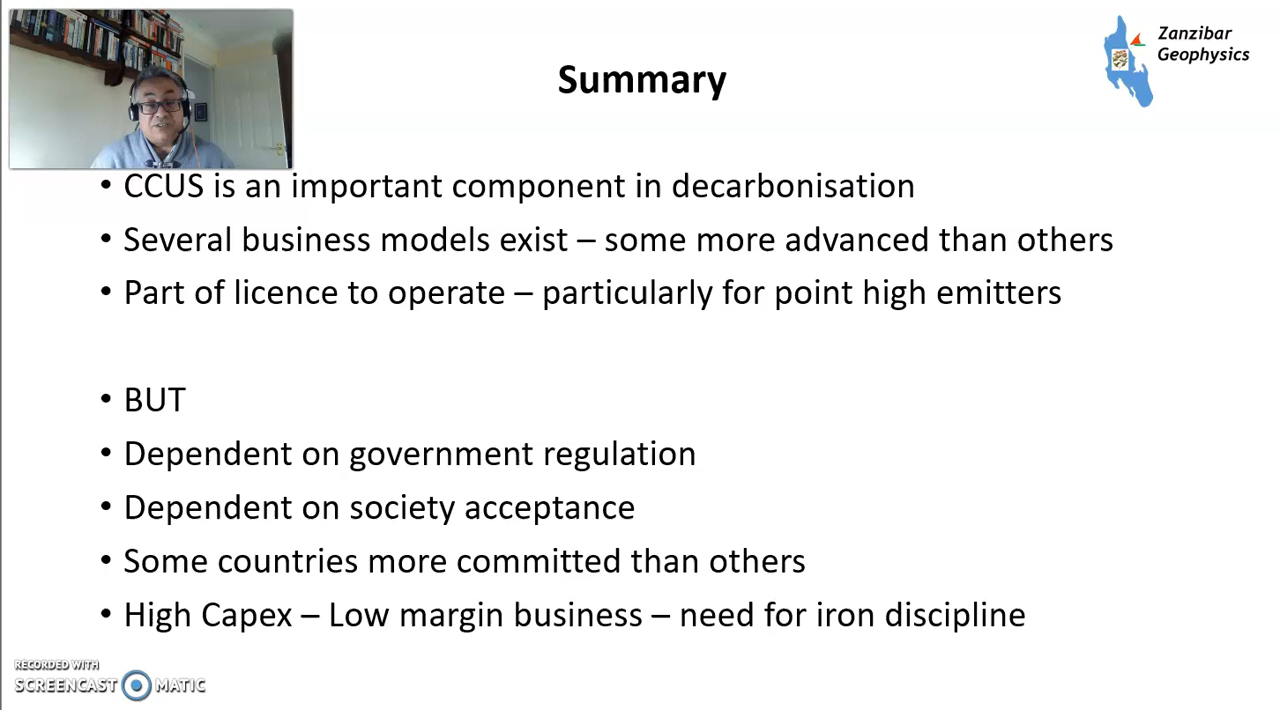 Zanzibar
Geophysics
Summary
• CCUS is an important component in decarbonisation
• Several business models exist – some more advanced than others
• Part of licence to operate – particularly for point high emitters
• BUT
• Dependent on government regulation
• Dependent on society acceptance
• Some countries more committed than others
• High Capex – Low margin business – need for iron discipline
RECORDED WITH
SCREENCAST MATIC